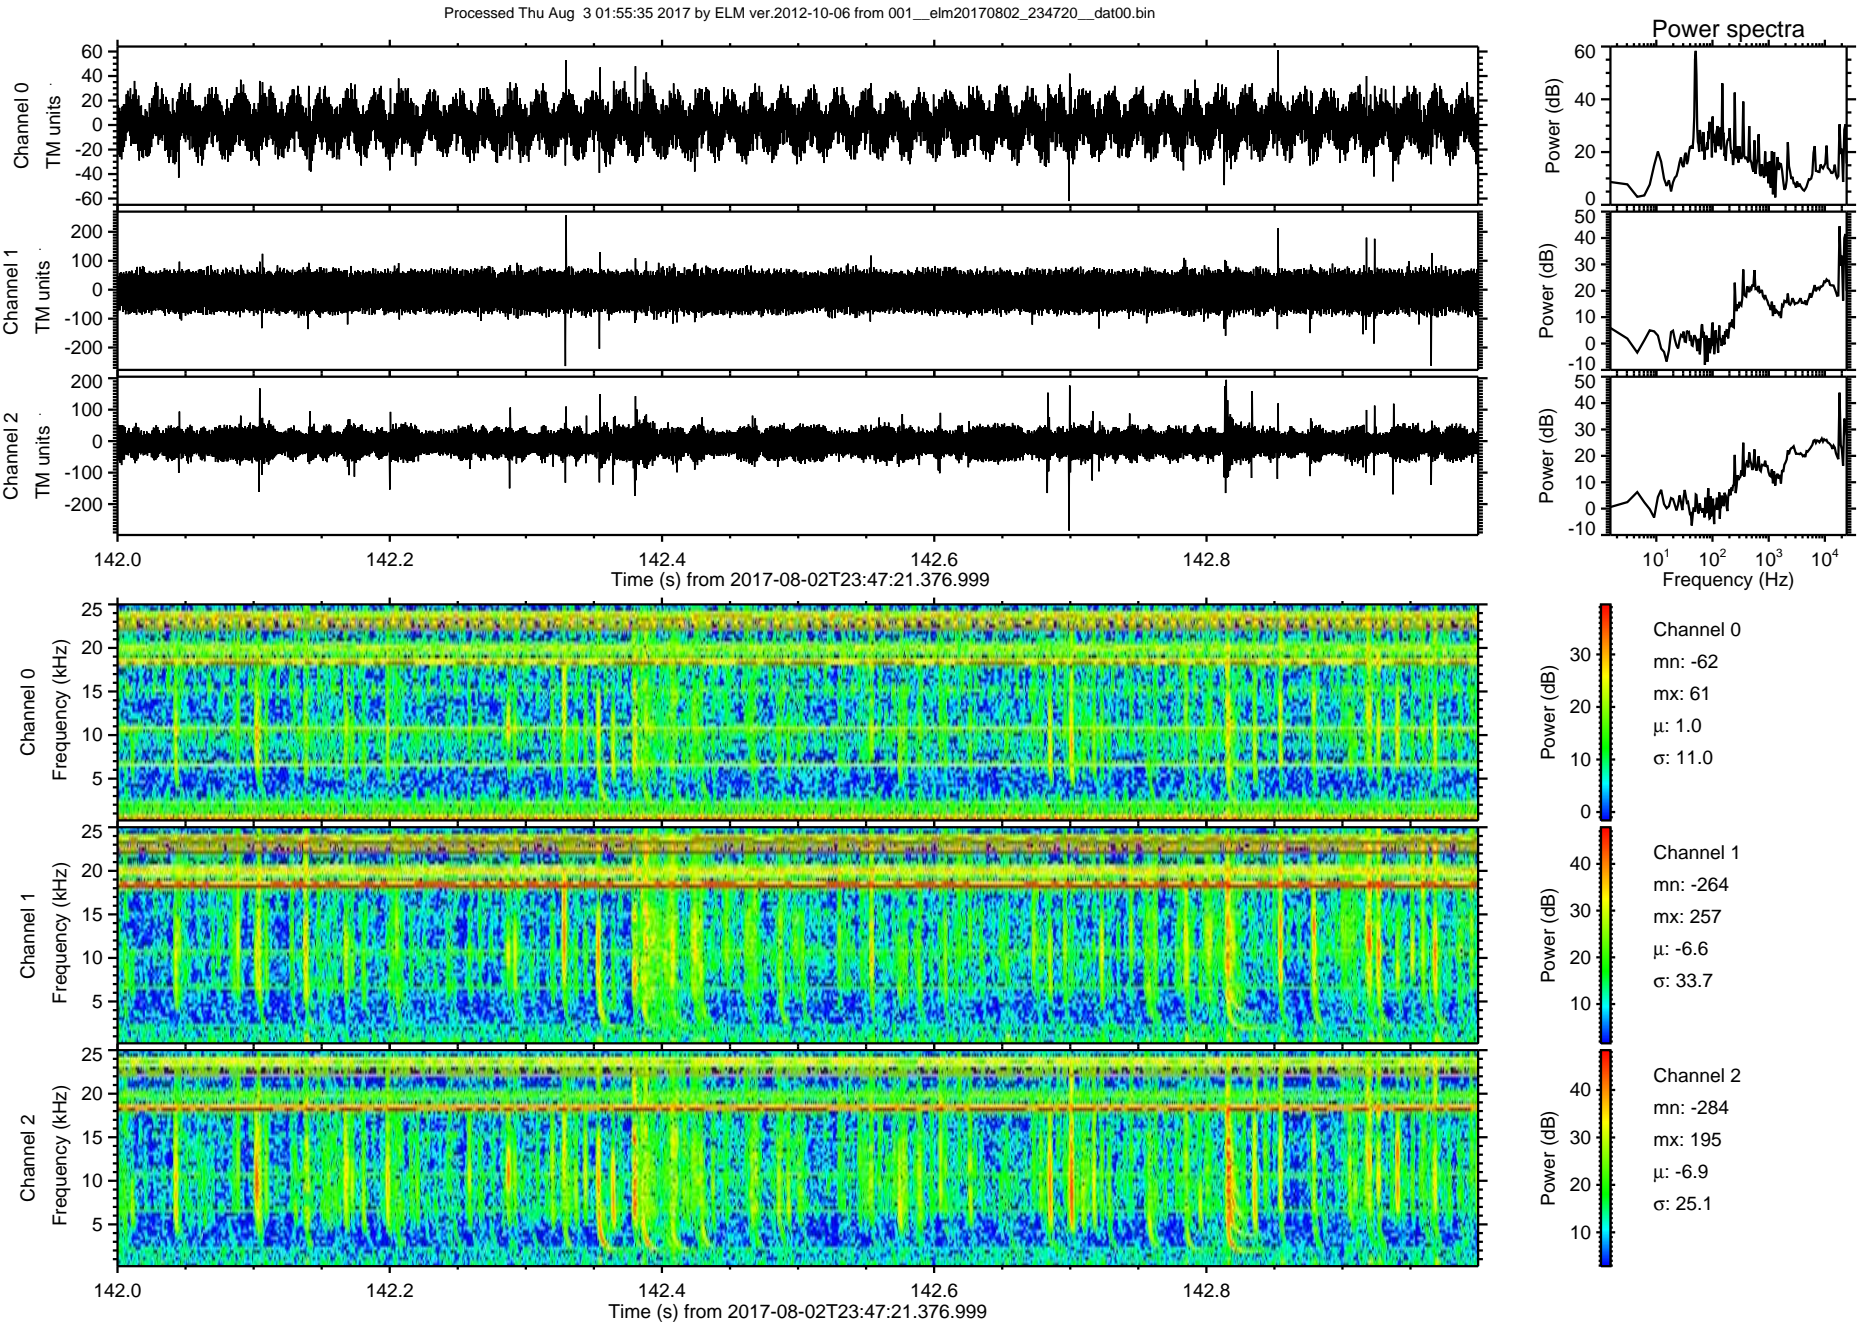 Processed Thu Aug  3 01:55:35 2017 by ELM ver.2012-10-06 from 001__elm20170802_234720__dat00.bin
Power spectra
Channel 0
TM units
60
40
20
0
-20
-40
-60
Power (dB)
60
40
20
0
Channel 1
TM units
200
100
0
-100
-200
Power (dB)
50
40
30
20
10
0
-10
Channel 2
TM units
200
100
0
-100
-200
Power (dB)
50
40
30
20
10
0
-10
142.0 142.2 142.4 142.6 142.8
Time (s) from 2017-08-02T23:47:21.376.999
10¹ 10² 10³ 10⁴
Frequency (Hz)
Channel 0
Frequency (kHz)
25
20
15
10
5
Power (dB)
30
20
10
0
Channel 0
mn: -62
mx: 61
μ: 1.0
σ: 11.0
Channel 1
Frequency (kHz)
25
20
15
10
5
Power (dB)
40
30
20
10
Channel 1
mn: -264
mx: 257
μ: -6.6
σ: 33.7
Channel 2
Frequency (kHz)
25
20
15
10
5
Power (dB)
40
30
20
10
Channel 2
mn: -284
mx: 195
μ: -6.9
σ: 25.1
142.0 142.2 142.4 142.6 142.8
Time (s) from 2017-08-02T23:47:21.376.999